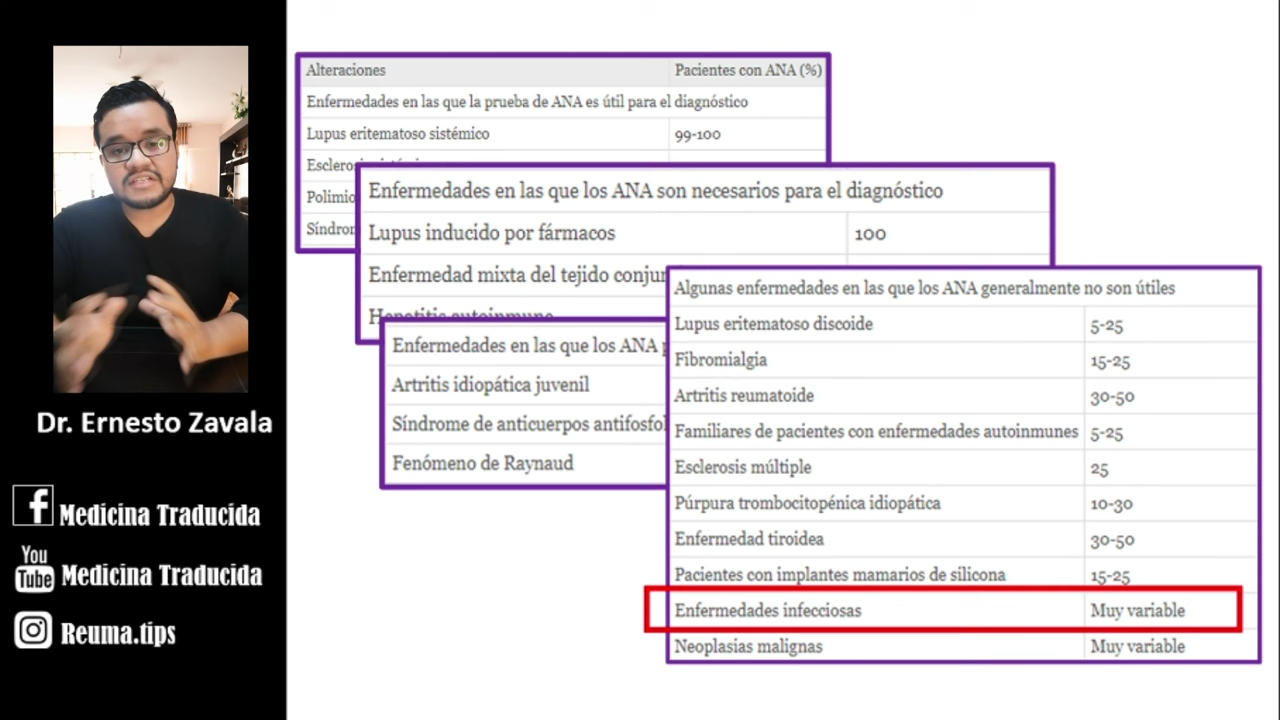 Alteraciones Pacientes con ANA (%)
Enfermedades en las que la prueba de ANA es útil para el diagnóstico
Lupus eritematoso sistémico 99-100
Enfermedades en las que los ANA son necesarios para el diagnóstico
Lupus inducido por fármacos 100
Enfermedad mixta del tejido
Enfermedades en las que los ANA
Artritis idiopática juvenil
Síndrome de anticuerpos
Fenómeno de Raynaud
Algunas enfermedades en las que los ANA generalmente no son útiles
Lupus eritematoso discoide 5-25
Fibromialgia 15-25
Artritis reumatoide 30-50
Familiares de pacientes con enfermedades autoinmunes 5-25
Esclerosis múltiple 25
Púrpura trombocitopénica idiopática 10-30
Enfermedad tiroidea 30-50
Pacientes con implantes mamarios de silicona 15-25
Enfermedades infecciosas Muy variable
Neoplasias malignas Muy variable
Dr. Ernesto Zavala
f Medicina Traducida
You Tube Medicina Traducida
Reuma.tips